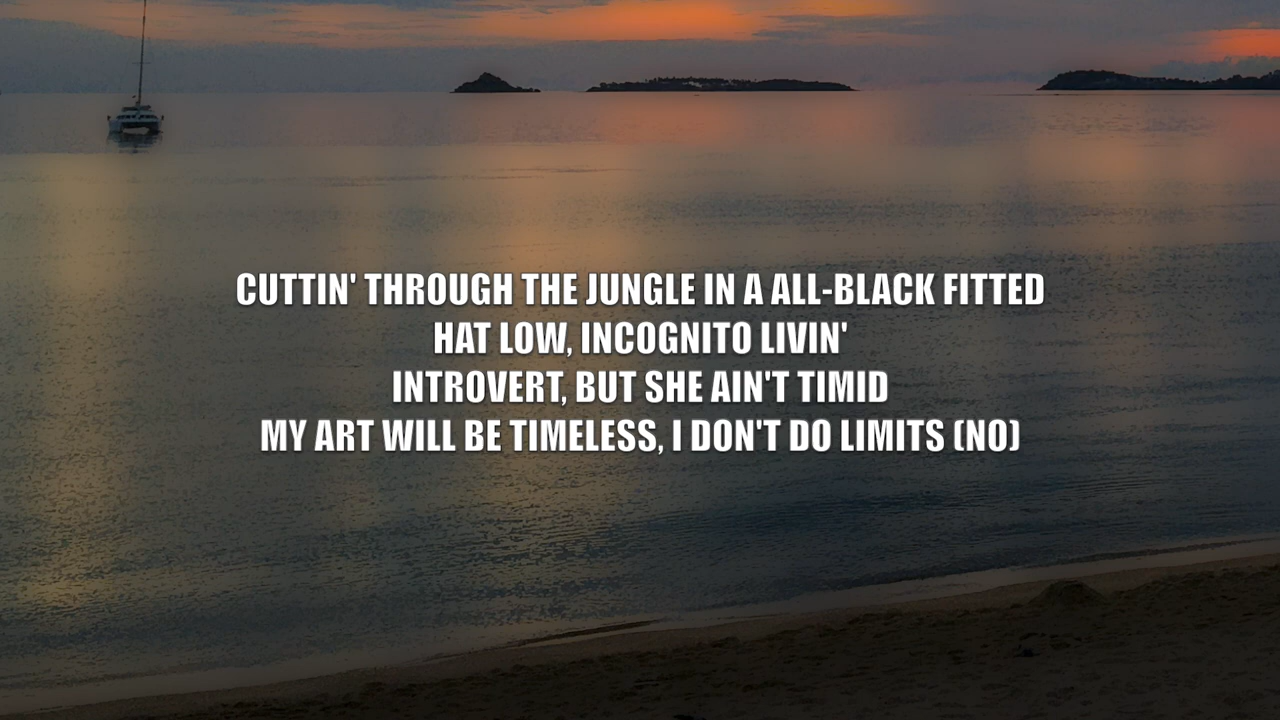 CUTTIN' THROUGH THE JUNGLE IN A ALL-BLACK FITTED
HAT LOW, INCOGNITO LIVIN'
INTROVERT, BUT SHE AIN'T TIMID
MY ART WILL BE TIMELESS, I DON'T DO LIMITS (NO)